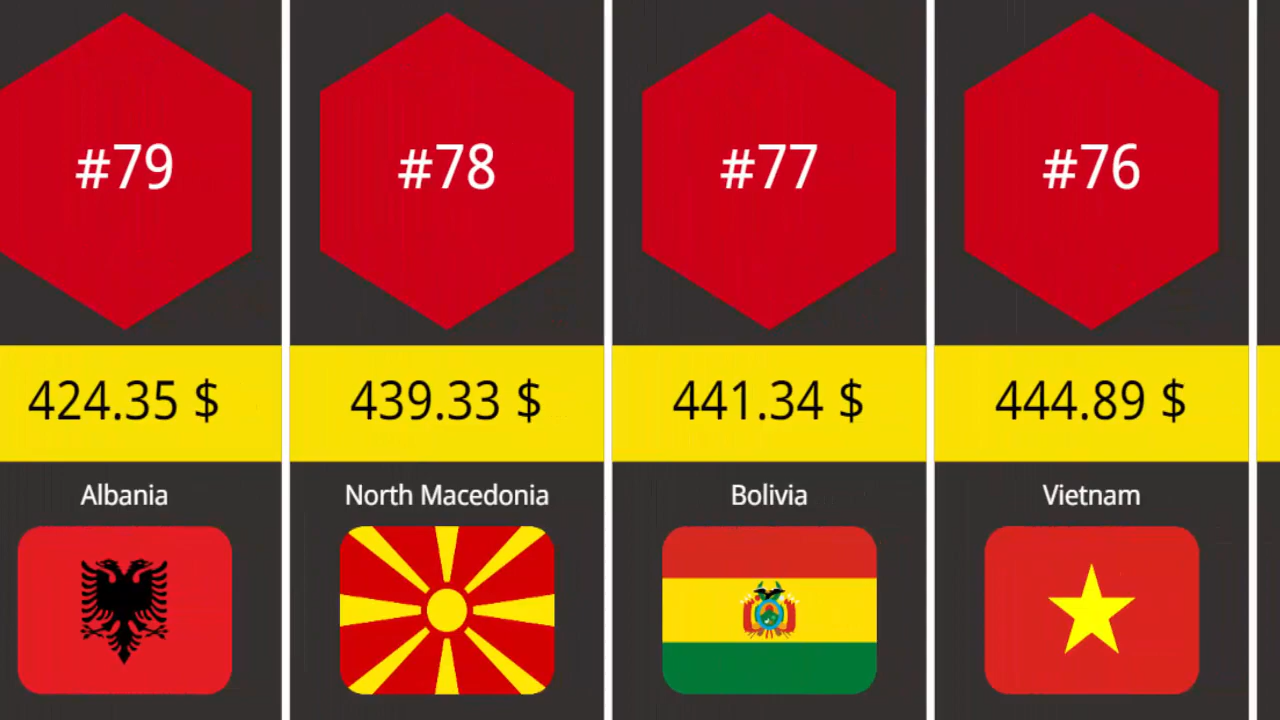 #79
424.35 $
Albania
#78
439.33 $
North Macedonia
#77
441.34 $
Bolivia
#76
444.89 $
Vietnam